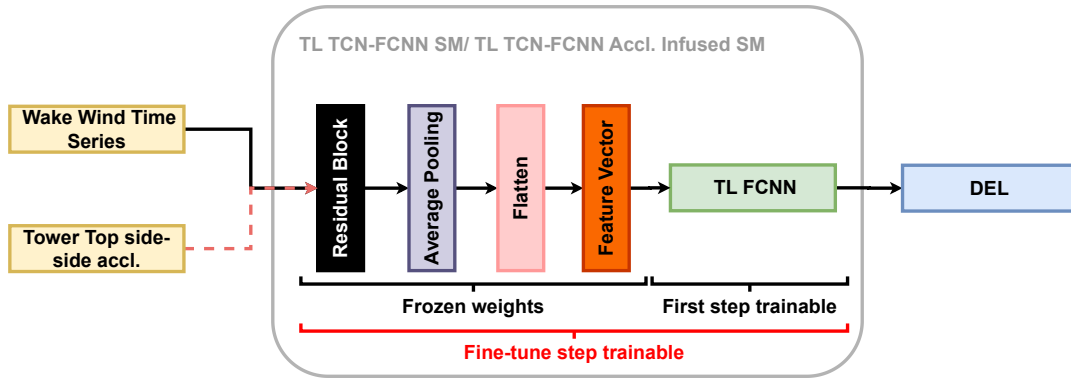 TL TCN-FCNN SM/ TL TCN-FCNN Accl. Infused SM
Wake Wind Time
Series
Tower Top side-
side accl.
Residual Block
Average Pooling
Flatten
Feature Vector
TL FCNN
DEL
Frozen weights
First step trainable
Fine-tune step trainable